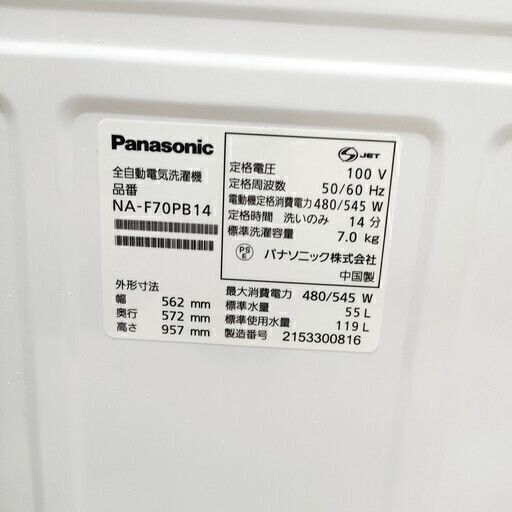 Panasonic
全自動電気洗濯機
品番
NA-F70PB14
外形寸法
幅 562 mm
奥行 572 mm
高さ 957 mm
S JET
定格電圧 100 V
定格周波数 50/60 Hz
電動機定格消費電力 480/545 W
定格時間 洗いのみ 14 分
標準洗濯容量 7.0 kg
PS E パナソニック株式会社
中国製
最大消費電力 480/545 W
標準水量 55 L
標準使用水量 119 L
製造番号 2153300816